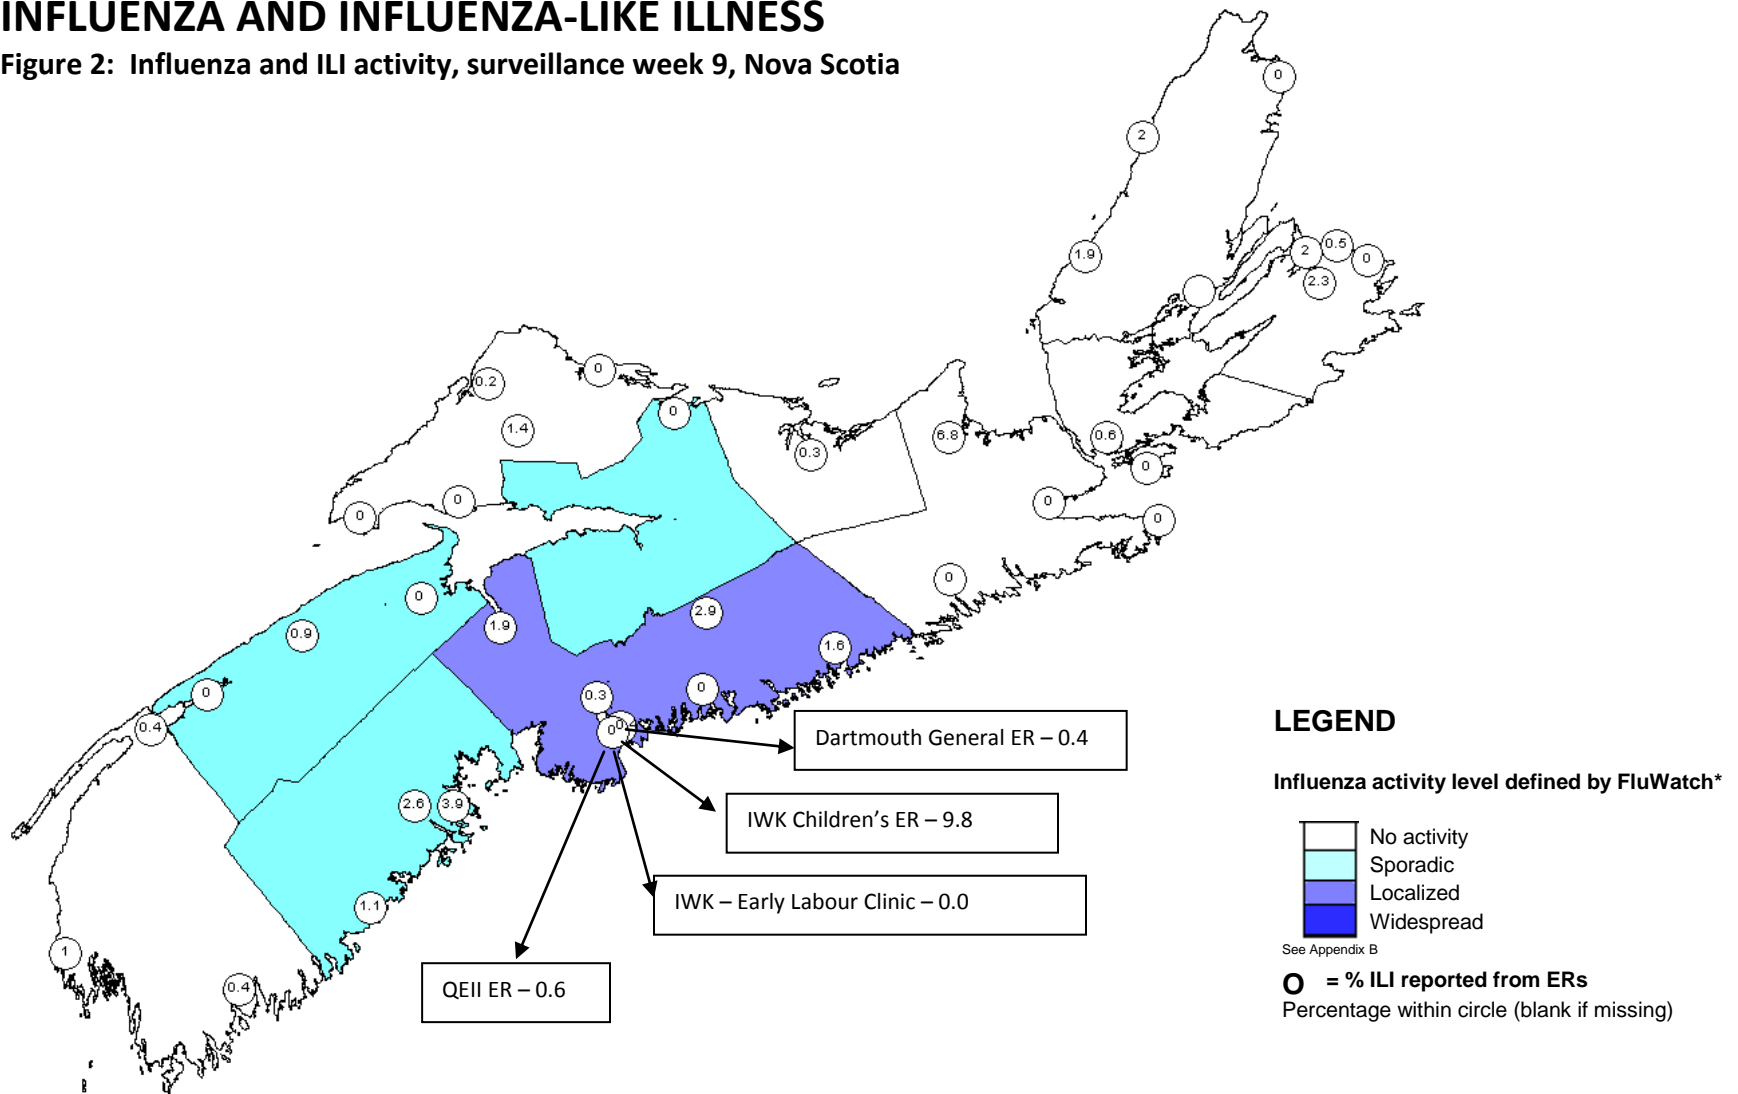 INFLUENZA AND INFLUENZA-LIKE ILLNESS
Figure 2: Influenza and ILI activity, surveillance week 9, Nova Scotia
0
2
1.9
2
0.5
0
2.3
0
0.2
1.4
0
0.3
6.8
0.6
0
0
0
0
0
0
0
0.9
1.9
2.9
1.6
0
0.3
0
0.4
0
0.4
Dartmouth General ER – 0.4
IWK Children's ER – 9.8
IWK – Early Labour Clinic – 0.0
QEII ER – 0.6
2.6
3.9
1.1
1
0.4
LEGEND
Influenza activity level defined by FluWatch*
No activity
Sporadic
Localized
Widespread
See Appendix B
O = % ILI reported from ERs
Percentage within circle (blank if missing)